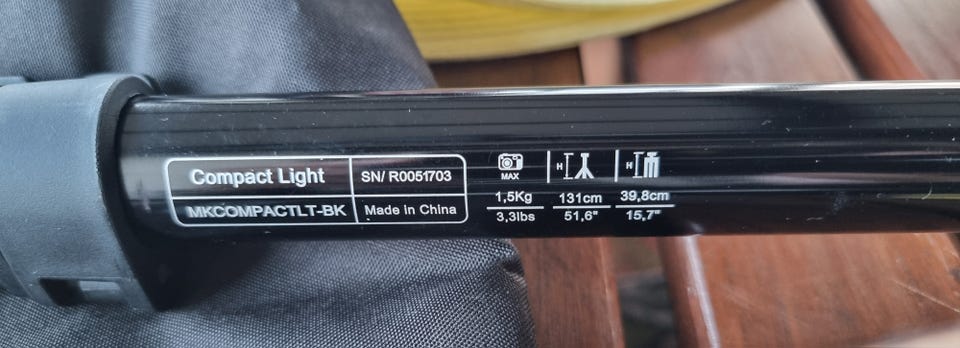 Compact Light
SN/ R0051703
MKCOMPACTLT-BK
Made in China
MAX
1,5Kg
3,3lbs
H
131cm
51,6"
H
39,8cm
15,7"